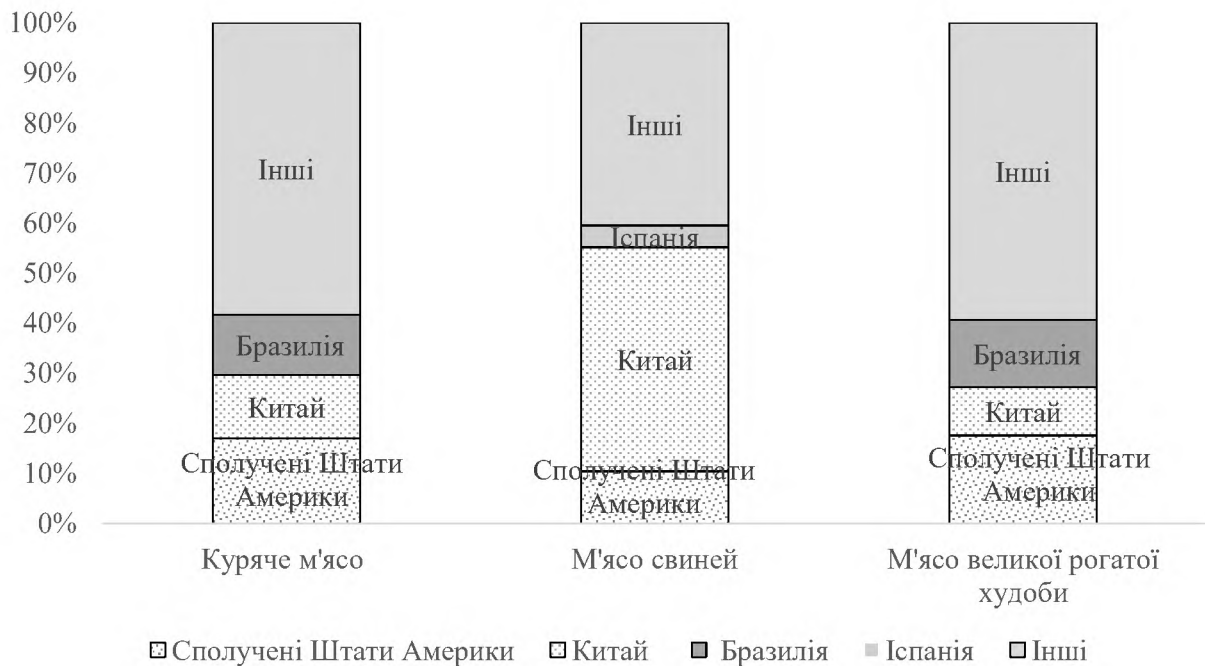 100%
90%
80%
70%
60%
50%
40%
30%
20%
10%
0%
Інші
Бразилія
Китай
Сполучені Штати
Америки
Інші
Іспанія
Китай
Сполучені Штати
Америки
Інші
Бразилія
Китай
Сполучені Штати
Америки
Куряче м'ясо
М'ясо свиней
М'ясо великої рогатої
худоби
Сполучені Штати Америки Китай Бразилія Іспанія Інші